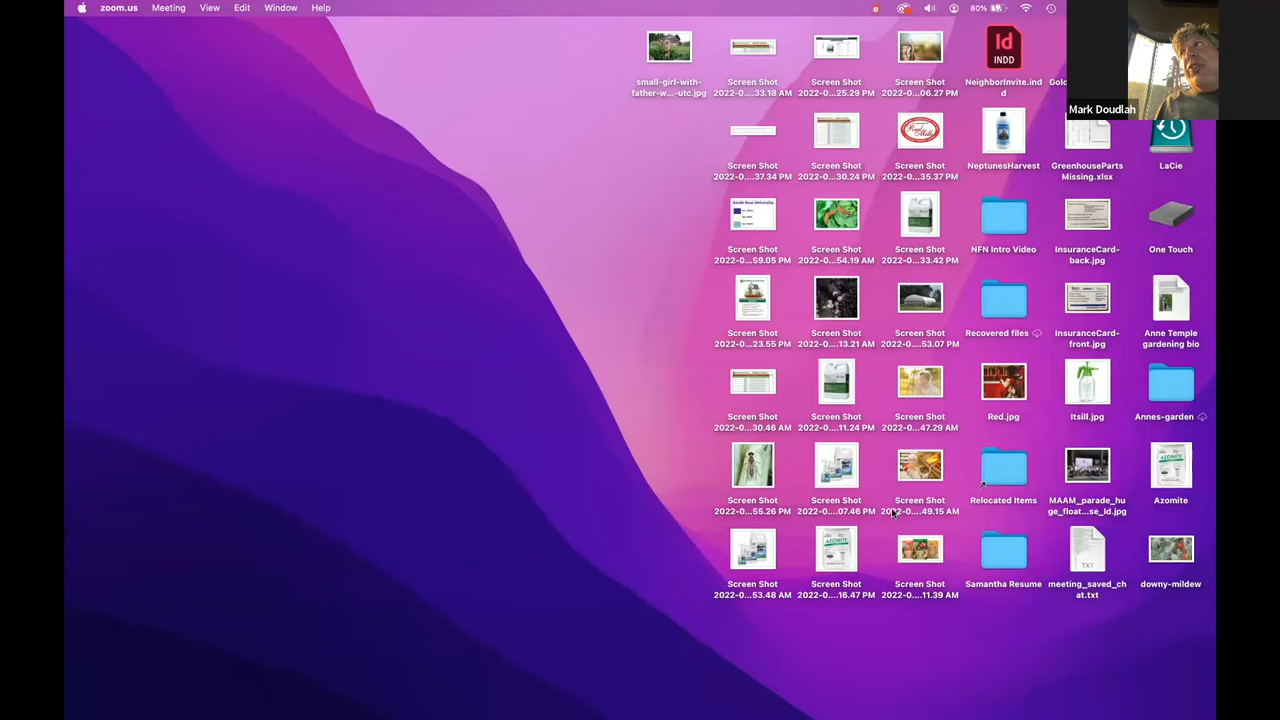 zoom.us Meeting View Edit Window Help
80%
Mark Doudlah
small-girl-with-
father-w...-utc.jpg
Screen Shot
2022-0....33.18 AM
Screen Shot
2022-0....25.29 PM
Screen Shot
2022-0....06.27 PM
Id
INDD
NeighborInvite.ind
d
Screen Shot
2022-0....37.34 PM
Screen Shot
2022-0....30.24 PM
Screen Shot
2022-0....35.37 PM
NeptunesHarvest
GreenhouseParts
Missing.xlsx
LaCie
Screen Shot
2022-0...59.05 PM
Screen Shot
2022-0....54.19 AM
Screen Shot
2022-0....33.42 PM
NFN Intro Video
InsuranceCard-
back.jpg
One Touch
Screen Shot
2022-0....23.55 PM
Screen Shot
2022-0....13.21 AM
Screen Shot
2022-0....53.07 PM
Recovered files
InsuranceCard-
front.jpg
Anne Temple
gardening bio
Screen Shot
2022-0...30.46 AM
Screen Shot
2022-0....11.24 PM
Screen Shot
2022-0....47.29 AM
Red.jpg
Itsill.jpg
Annes-garden
Screen Shot
2022-0...55.26 PM
Screen Shot
2022-0....07.46 PM
Screen Shot
2022-0....49.15 AM
Relocated Items
MAAM_parade_hu
ge_float...se_ld.jpg
AZOMITE
Azomite
Screen Shot
2022-0...53.48 AM
AZOMITE
Screen Shot
2022-0....16.47 PM
Screen Shot
2022-0....11.39 AM
Samantha Resume
TXT
meeting_saved_ch
at.txt
downy-mildew